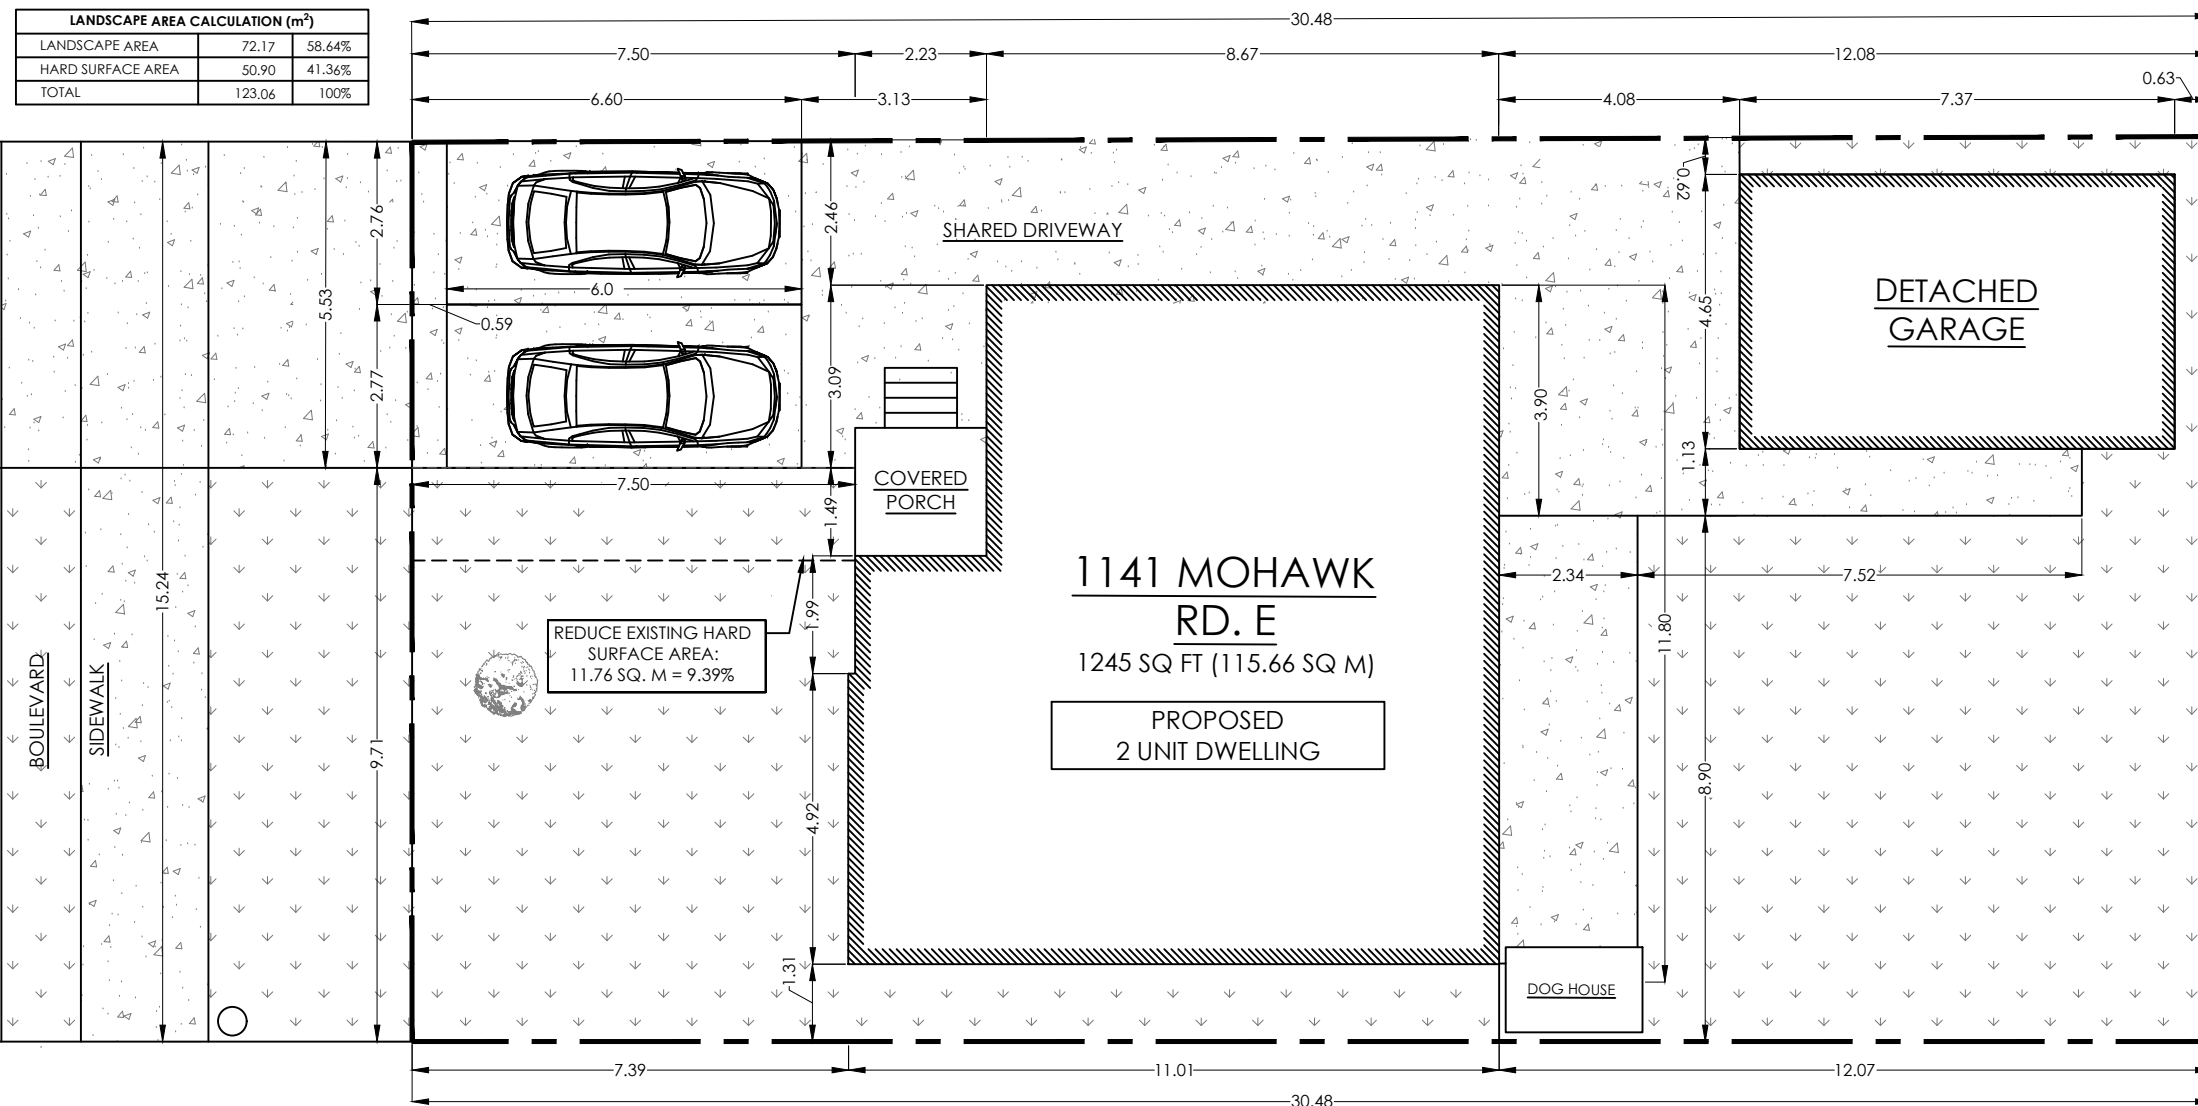 LANDSCAPE AREA CALCULATION (m²)
LANDSCAPE AREA 72.17 58.64%
HARD SURFACE AREA 50.90 41.36%
TOTAL 123.06 100%
30.48
7.50 2.23 8.67 12.08
0.63
6.60 3.13 4.08 7.37
15.24
5.53
2.76
2.77
9.71
6.0
0.59
2.46
3.09
1.49
7.50
SHARED DRIVEWAY
COVERED
PORCH
0.62
4.65
1.13
3.90
DETACHED
GARAGE
1141 MOHAWK
RD. E
1245 SQ FT (115.66 SQ M)
PROPOSED
2 UNIT DWELLING
REDUCE EXISTING HARD
SURFACE AREA:
11.76 SQ. M = 9.39%
1.99
4.92
1.31
2.34 7.52
11.80
8.90
BOULEVARD
SIDEWALK
DOG HOUSE
7.39 11.01 12.07
30.48